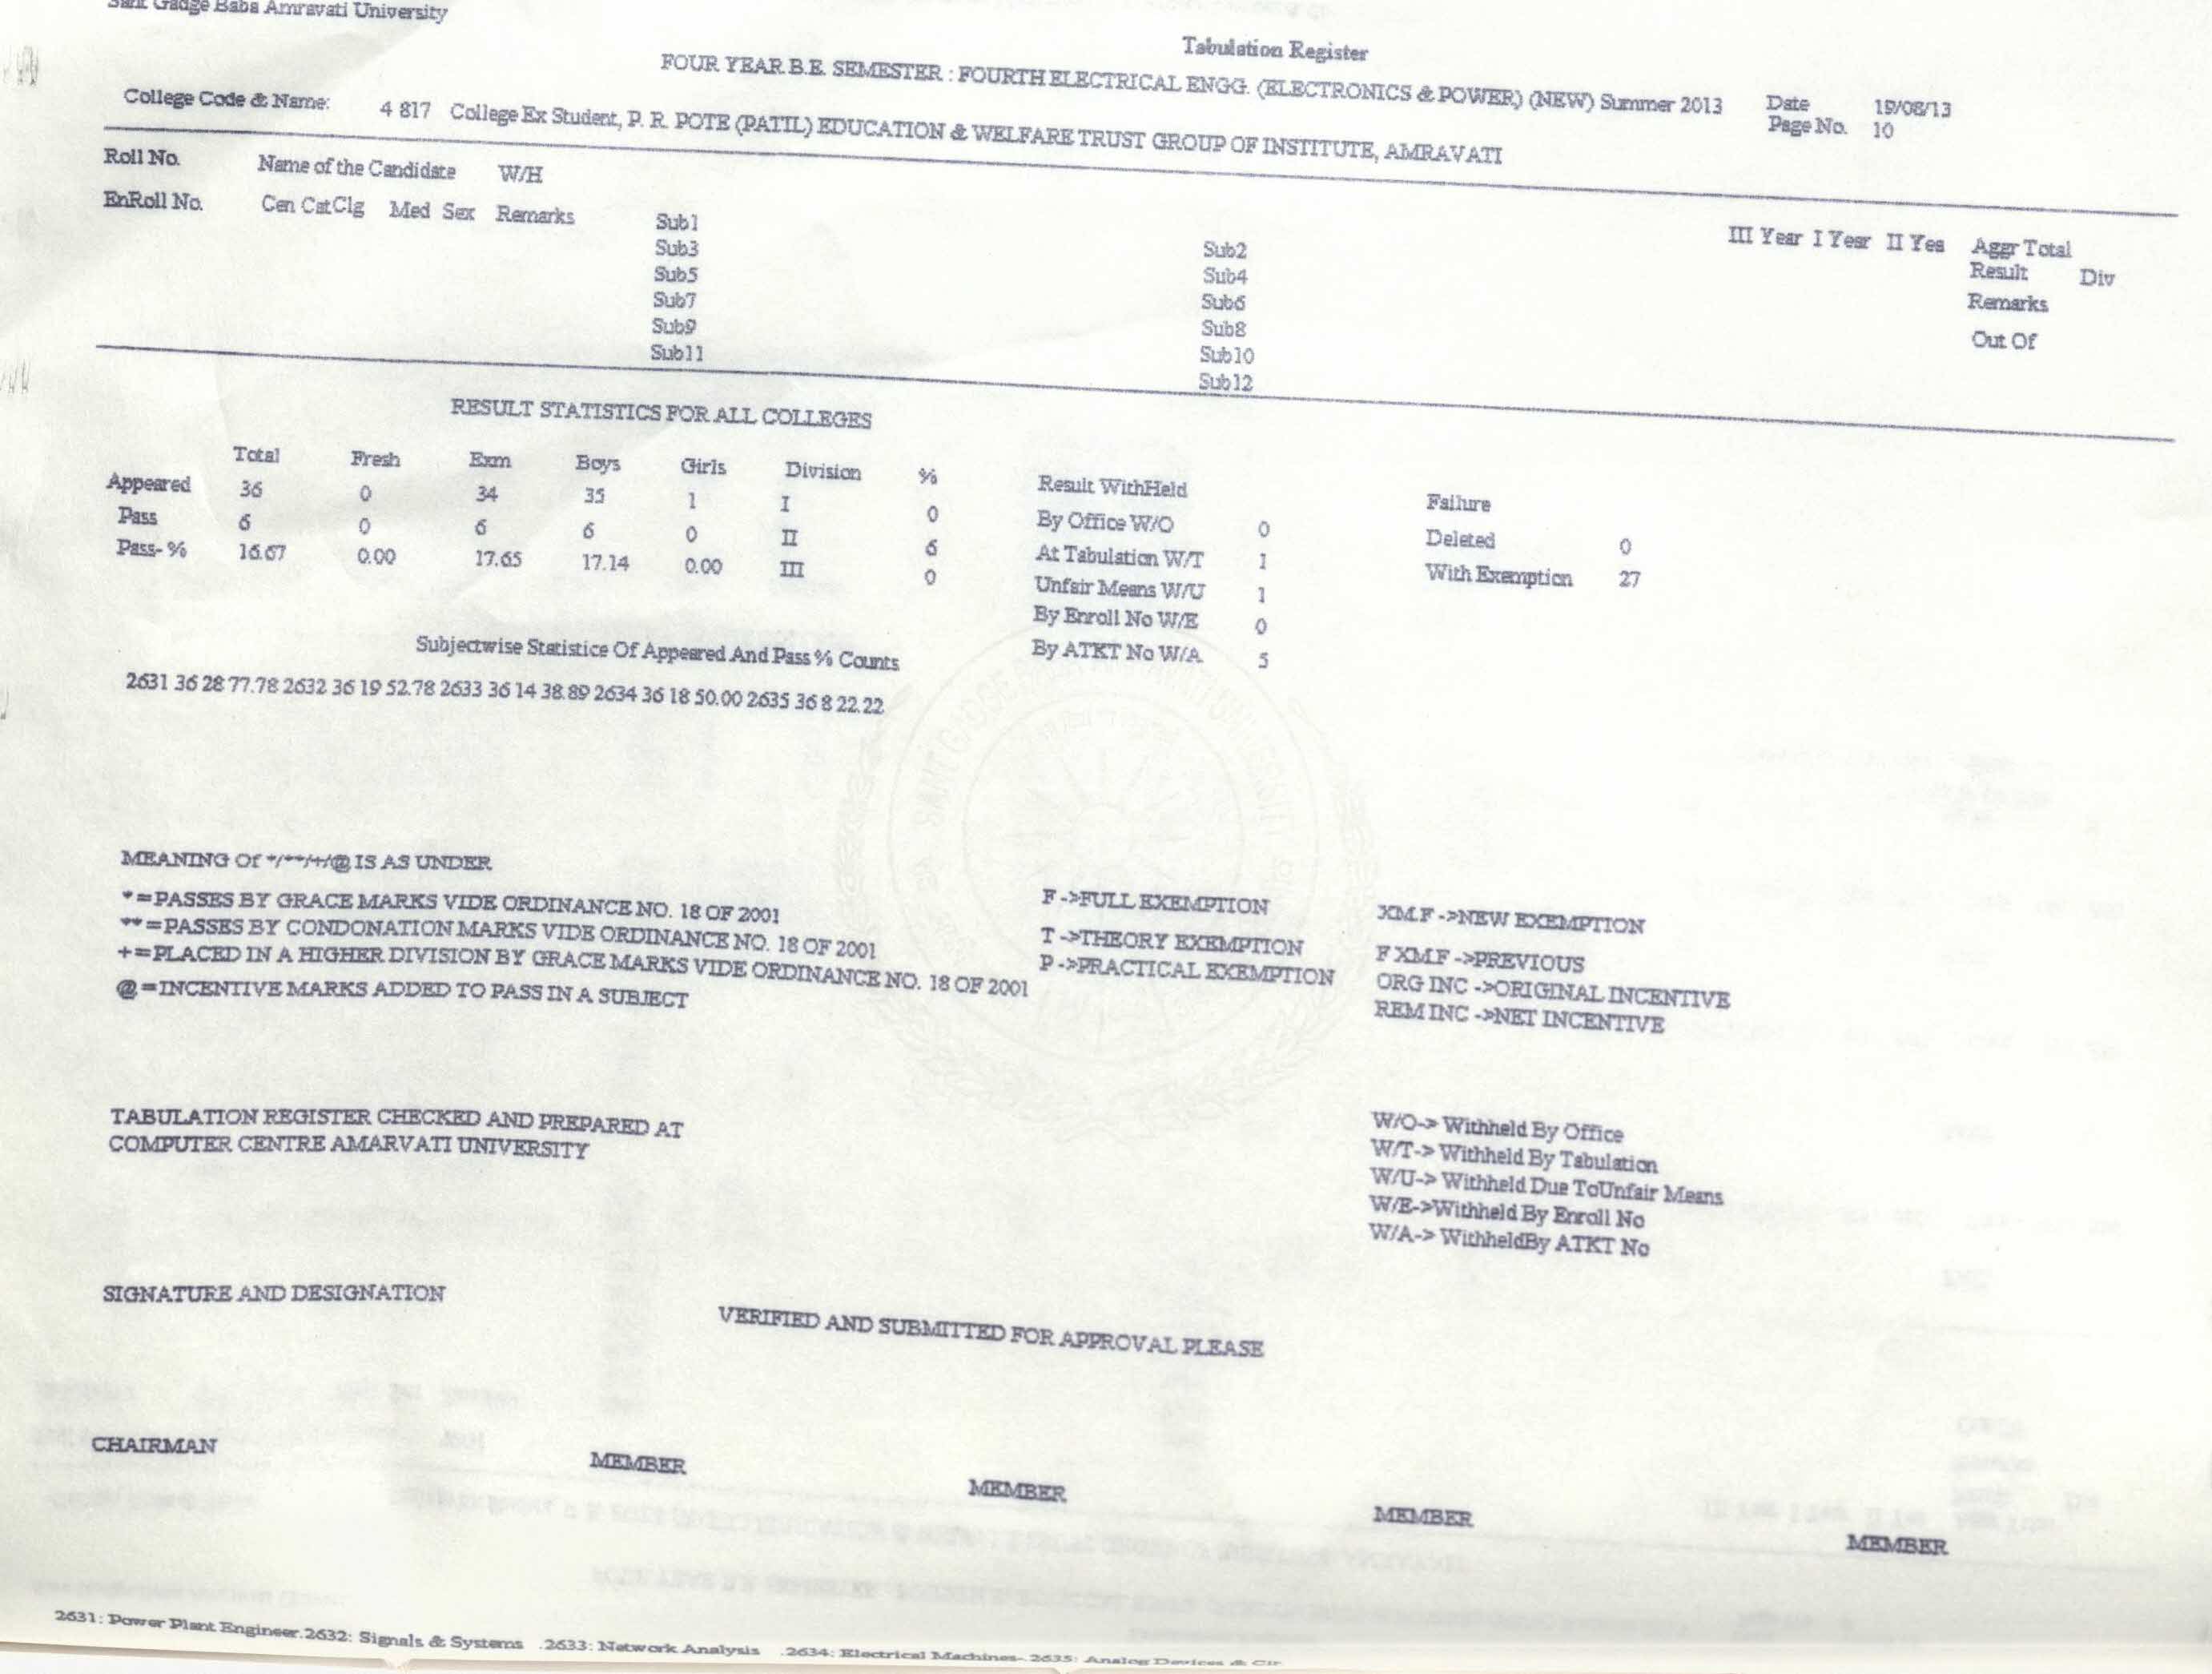 Sant Gadge Baba Amravati University
Tabulation Register
FOUR YEAR B.E. SEMESTER : FOURTH ELECTRICAL ENGG. (ELECTRONICS & POWER) (NEW) Summer 2013 Date 19/08/13
College Code & Name: 4 817 College Ex Student, P. R. POTE (PATIL) EDUCATION & WELFARE TRUST GROUP OF INSTITUTE, AMRAVATI Page No. 10
Roll No. Name of the Candidate W/H
EnRoll No. Cen Cat Clg Med Sex Remarks Sub1 Sub2 III Year I Year II Yea Aggr Total
Sub3 Sub4 Result Div
Sub5 Sub6 Remarks
Sub7 Sub8 Out Of
Sub9 Sub10
Sub11 Sub12
RESULT STATISTICS FOR ALL COLLEGES
Total Fresh Exm Boys Girls Division % Result WithHeld Failure
Appeared 36 0 34 35 1 I 0 By Office W/O 0 Deleted 0
Pass 6 0 6 6 0 II 6 At Tabulation W/T 1 With Exemption 27
Pass- % 16.67 0.00 17.65 17.14 0.00 III 0 Unfair Means W/U 1
By Enroll No W/E 0
By ATKT No W/A 5
Subjectwise Statistice Of Appeared And Pass % Counts
2631 36 28 77.78 2632 36 19 52.78 2633 36 14 38.89 2634 36 18 50.00 2635 36 8 22.22
MEANING Of */**/+/@ IS AS UNDER
*=PASSES BY GRACE MARKS VIDE ORDINANCE NO. 18 OF 2001 F ->FULL EXEMPTION XM.F ->NEW EXEMPTION
**=PASSES BY CONDONATION MARKS VIDE ORDINANCE NO. 18 OF 2001 T ->THEORY EXEMPTION F XM.F ->PREVIOUS
+=PLACED IN A HIGHER DIVISION BY GRACE MARKS VIDE ORDINANCE NO. 18 OF 2001 P ->PRACTICAL EXEMPTION ORG INC ->ORIGINAL INCENTIVE
@=INCENTIVE MARKS ADDED TO PASS IN A SUBJECT REM INC ->NET INCENTIVE
TABULATION REGISTER CHECKED AND PREPARED AT
COMPUTER CENTRE AMARVATI UNIVERSITY
W/O-> Withheld By Office
W/T-> Withheld By Tabulation
W/U-> Withheld Due ToUnfair Means
W/E->Withheld By Enroll No
W/A-> WithheldBy ATKT No
SIGNATURE AND DESIGNATION
VERIFIED AND SUBMITTED FOR APPROVAL PLEASE
CHAIRMAN MEMBER MEMBER MEMBER MEMBER
2631: Power Plant Engineer.2632: Signals & Systems .2633: Network Analysis .2634: Electrical Machines- 2635: Analog Devices & Cir